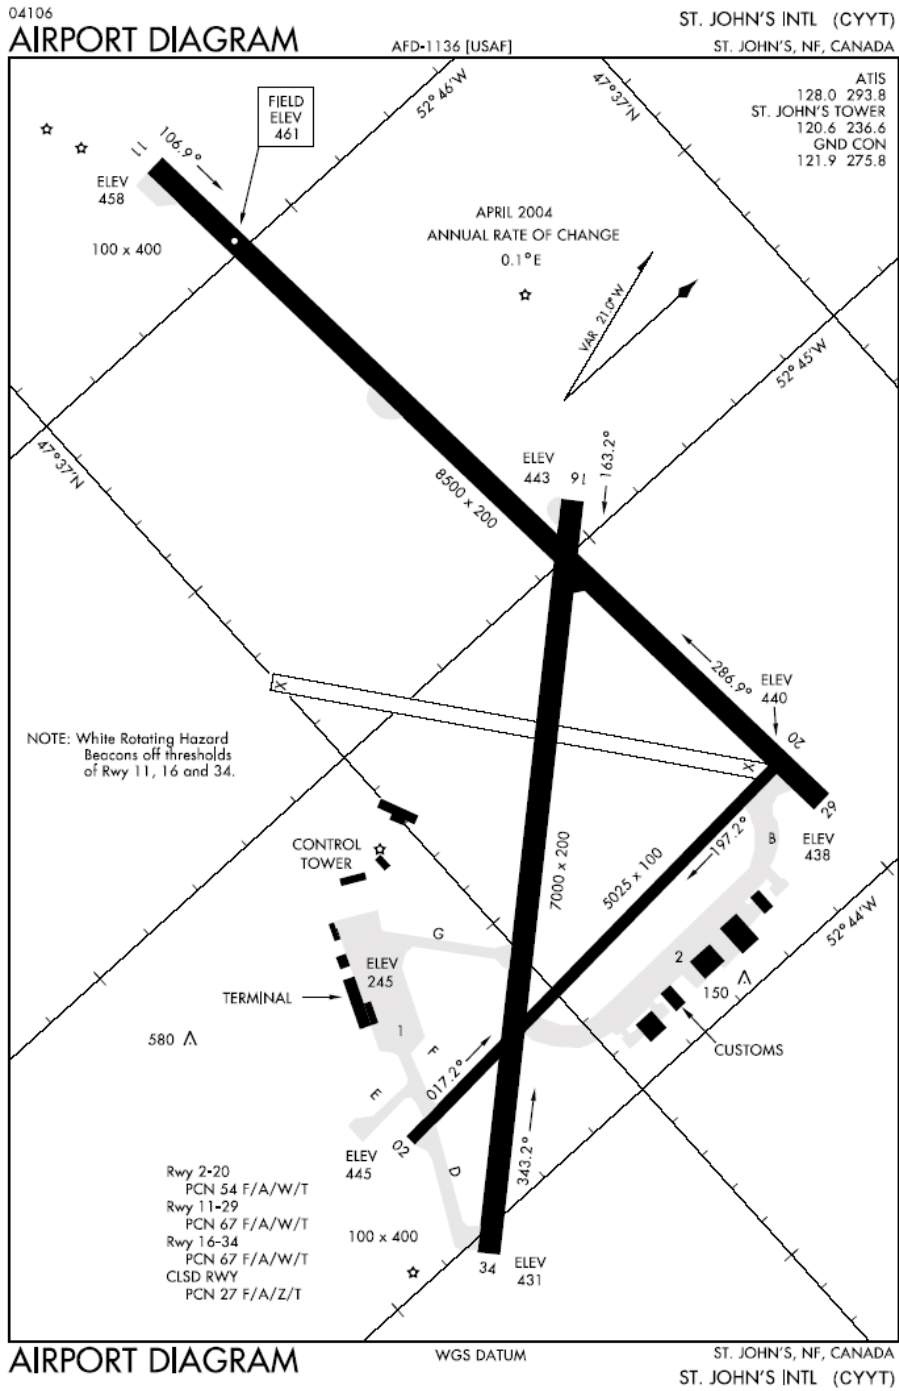 04106
AIRPORT DIAGRAM
AFD-1136 [USAF]
ST. JOHN'S INTL (CYYT)
ST. JOHN'S, NF, CANADA
ATIS
128.0 293.8
ST. JOHN'S TOWER
120.6 236.6
GND CON
121.9 275.8
52°46'W
47°37'N
FIELD
ELEV
461
11
106.9°
ELEV
458
100 x 400
APRIL 2004
ANNUAL RATE OF CHANGE
0.1°E
VAR 21.0°W
52°45'W
47°37'N
8500 x 200
ELEV
443
16
163.2°
286.9°
ELEV
440
20
29
ELEV
438
NOTE: White Rotating Hazard
Beacons off thresholds
of Rwy 11, 16 and 34.
X
X
CONTROL
TOWER
7000 x 200
5025 x 100
197.2°
B
52°44'W
G
ELEV
245
TERMINAL
2
150
CUSTOMS
580
1
F
E
017.2°
02
ELEV
445
D
343.2°
Rwy 2-20
PCN 54 F/A/W/T
Rwy 11-29
PCN 67 F/A/W/T
Rwy 16-34
PCN 67 F/A/W/T
CLSD RWY
PCN 27 F/A/Z/T
100 x 400
34
ELEV
431
AIRPORT DIAGRAM
WGS DATUM
ST. JOHN'S, NF, CANADA
ST. JOHN'S INTL (CYYT)